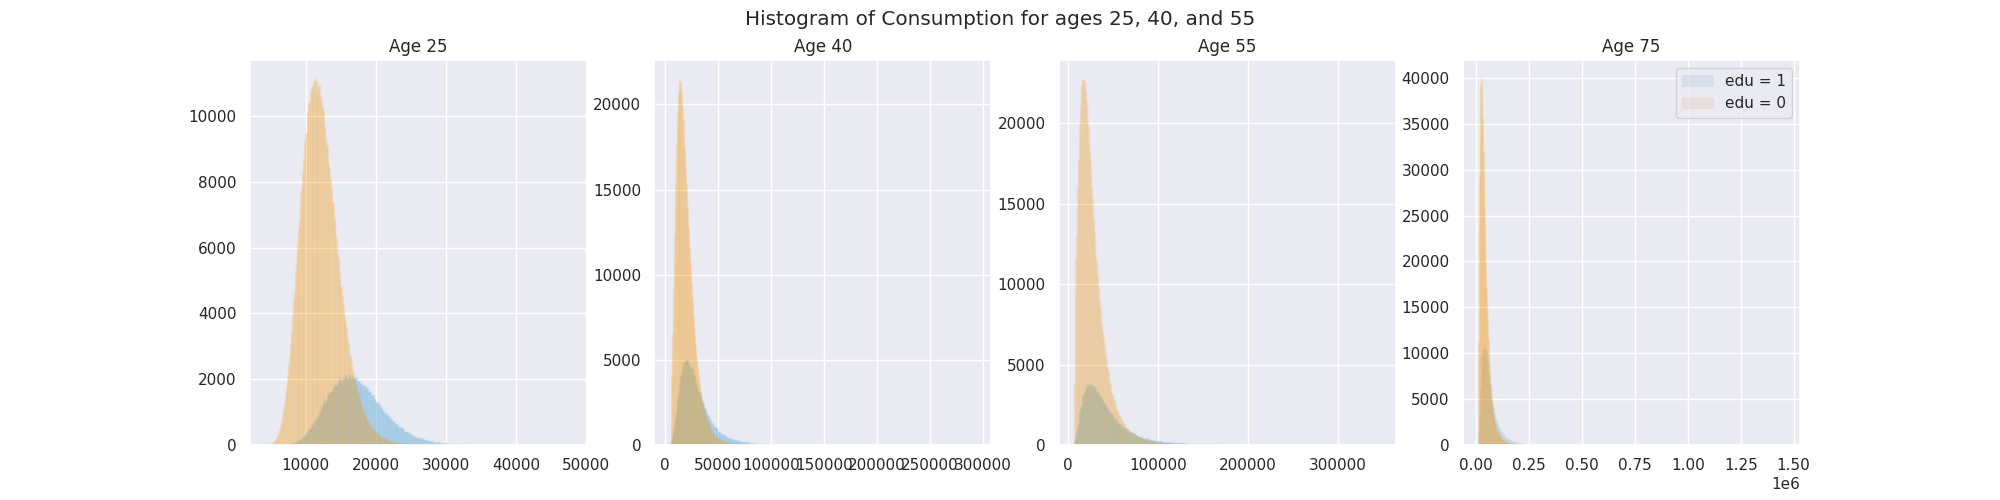 Histogram of Consumption for ages 25, 40, and 55
Age 25
10000
8000
6000
4000
2000
0
10000 20000 30000 40000 50000
Age 40
20000
15000
10000
5000
0
0 50000 100000 150000 200000 250000 300000
Age 55
20000
15000
10000
5000
0
0 100000 200000 300000
Age 75
40000
35000
30000
25000
20000
15000
10000
5000
0
0.00 0.25 0.50 0.75 1.00 1.25 1.50
1e6
edu = 1
edu = 0